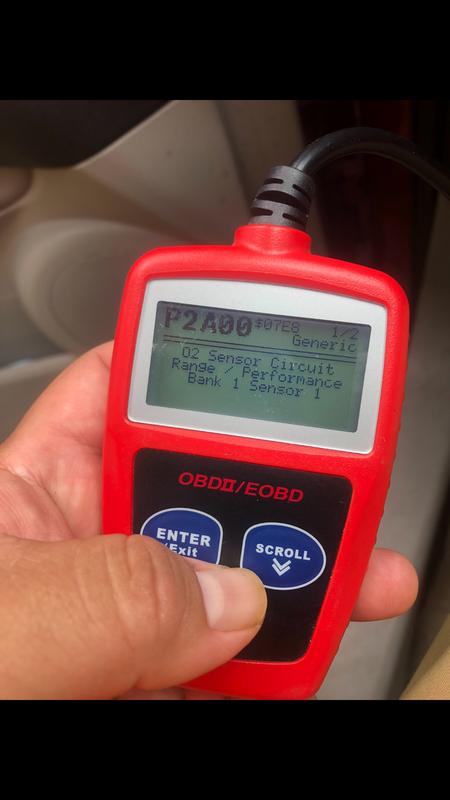 P2A00 $07E8 1/2
Generic
O2 Sensor Circuit
Range / Performance
Bank 1 Sensor 1
OBDII/EOBD
ENTER
/Exit
SCROLL